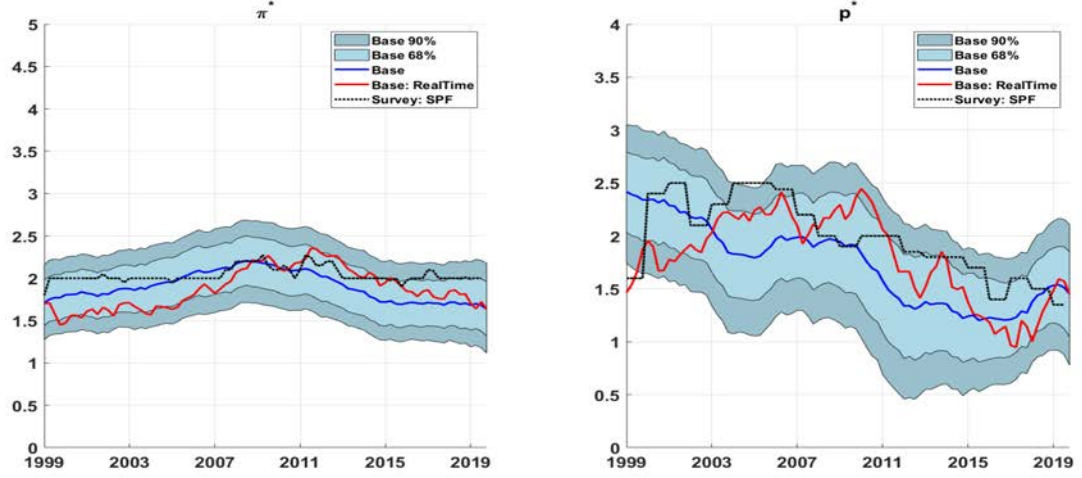 π*
5
4.5
4
3.5
3
2.5
2
1.5
1
0.5
0
Base 90%
Base 68%
Base
Base: RealTime
Survey: SPF
1999 2003 2007 2011 2015 2019
p*
4
3.5
3
2.5
2
1.5
1
0.5
0
Base 90%
Base 68%
Base
Base: RealTime
Survey: SPF
1999 2003 2007 2011 2015 2019